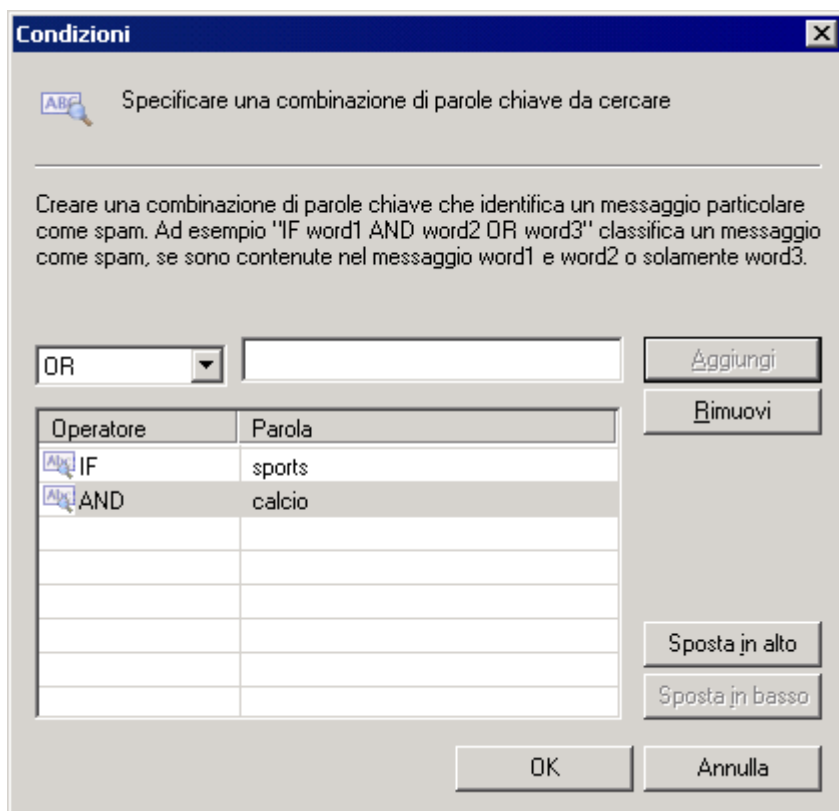 Condizioni
ABC
Specificare una combinazione di parole chiave da cercare
Creare una combinazione di parole chiave che identifica un messaggio particolare
come spam. Ad esempio "IF word1 AND word2 OR word3" classifica un messaggio
come spam, se sono contenute nel messaggio word1 e word2 o solamente word3.
OR
Aggiungi
Rimuovi
Operatore Parola
Abc IF sports
Abc AND calcio
Sposta in alto
Sposta in basso
OK Annulla